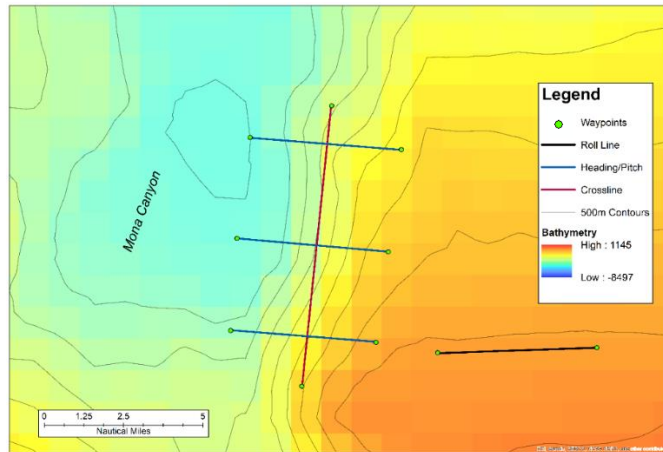 Mona Canyon
Legend
Waypoints
Roll Line
Heading/Pitch
Crossline
500m Contours
Bathymetry
High : 1145
Low : -8497
0 1.25 2.5 5
Nautical Miles